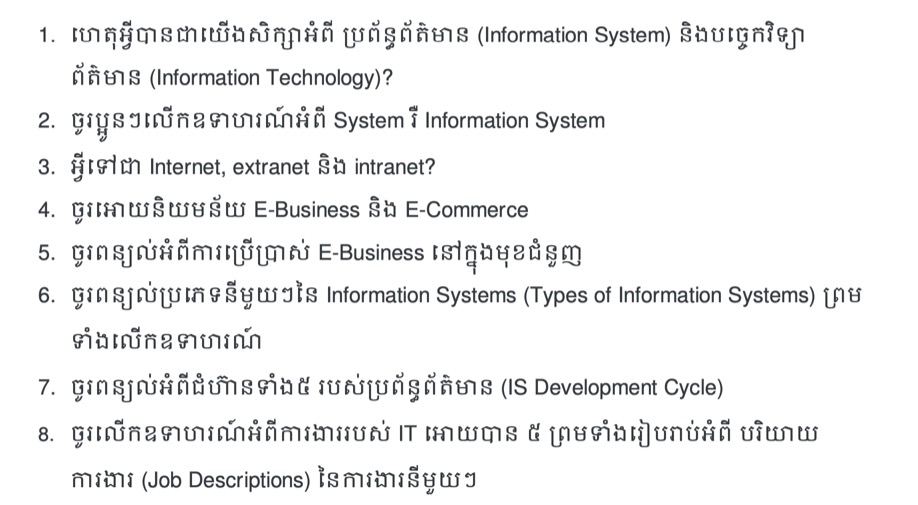 1. ហេតុអ្វីបានជាយើងសិក្សាអំពី ប្រព័ន្ធព័ត៌មាន (Information System) និងបច្ចេកវិទ្យា
ព័ត៌មាន (Information Technology)?
2. ចូរប្អូនៗលើកឧទាហរណ៍អំពី System រឺ Information System
3. អ្វីទៅជា Internet, extranet និង intranet?
4. ចូរអោយនិយមន័យ E-Business និង E-Commerce
5. ចូរពន្យល់អំពីការប្រើប្រាស់ E-Business នៅក្នុងមុខជំនួញ
6. ចូរពន្យល់ប្រភេទនីមួយៗនៃ Information Systems (Types of Information Systems) ព្រម
ទាំងលើកឧទាហរណ៍
7. ចូរពន្យល់អំពីជំហ៊ានទាំង៥ របស់ប្រព័ន្ធព័ត៌មាន (IS Development Cycle)
8. ចូរលើកឧទាហរណ៍អំពីការងាររបស់ IT អោយបាន ៥ ព្រមទាំងរៀបរាប់អំពី បរិយាយ
ការងារ (Job Descriptions) នៃការងារនីមួយៗ